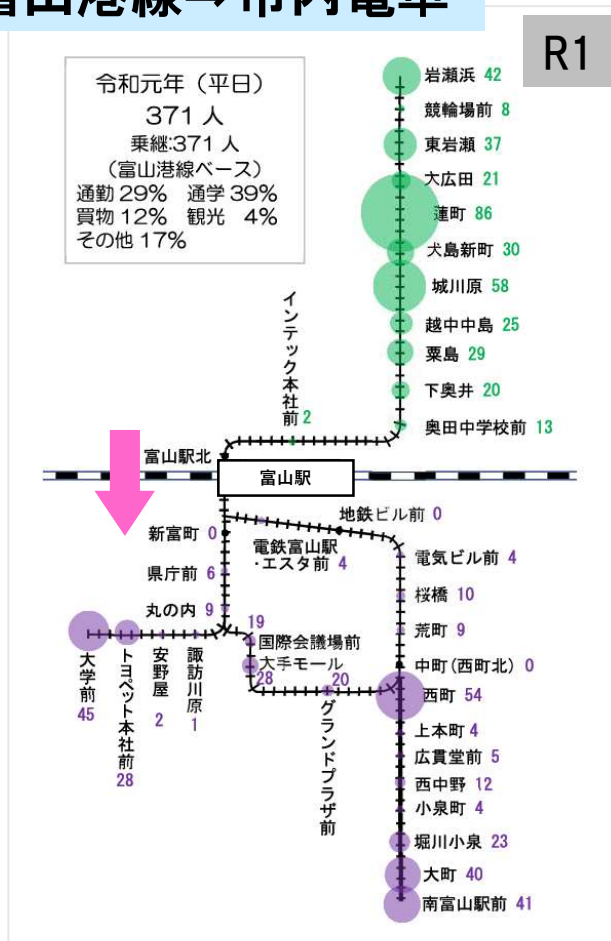 富山港線→市内電車
R1
令和元年（平日）
371 人
乗継:371 人
（富山港線ベース）
通勤 29%　通学 39%
買物 12%　観光　4%
その他 17%
岩瀬浜 42
競輪場前 8
東岩瀬 37
大広田 21
蓮町 86
犬島新町 30
城川原 58
越中中島 25
粟島 29
下奥井 20
奥田中学校前 13
インテック本社前 2
富山駅北
富山駅
地鉄ビル前 0
新富町 0
電鉄富山駅
・エスタ前 4
電気ビル前 4
県庁前 6
桜橋 10
丸の内 9
荒町 9
19
国際会議場前
大手モール
28
中町(西町北) 0
西町 54
大学前
45
トヨペット本社前
28
安野屋
2
諏訪川原
1
20
グランドプラザ前
上本町 4
広貫堂前 5
西中野 12
小泉町 4
堀川小泉 23
大町 40
南富山駅前 41